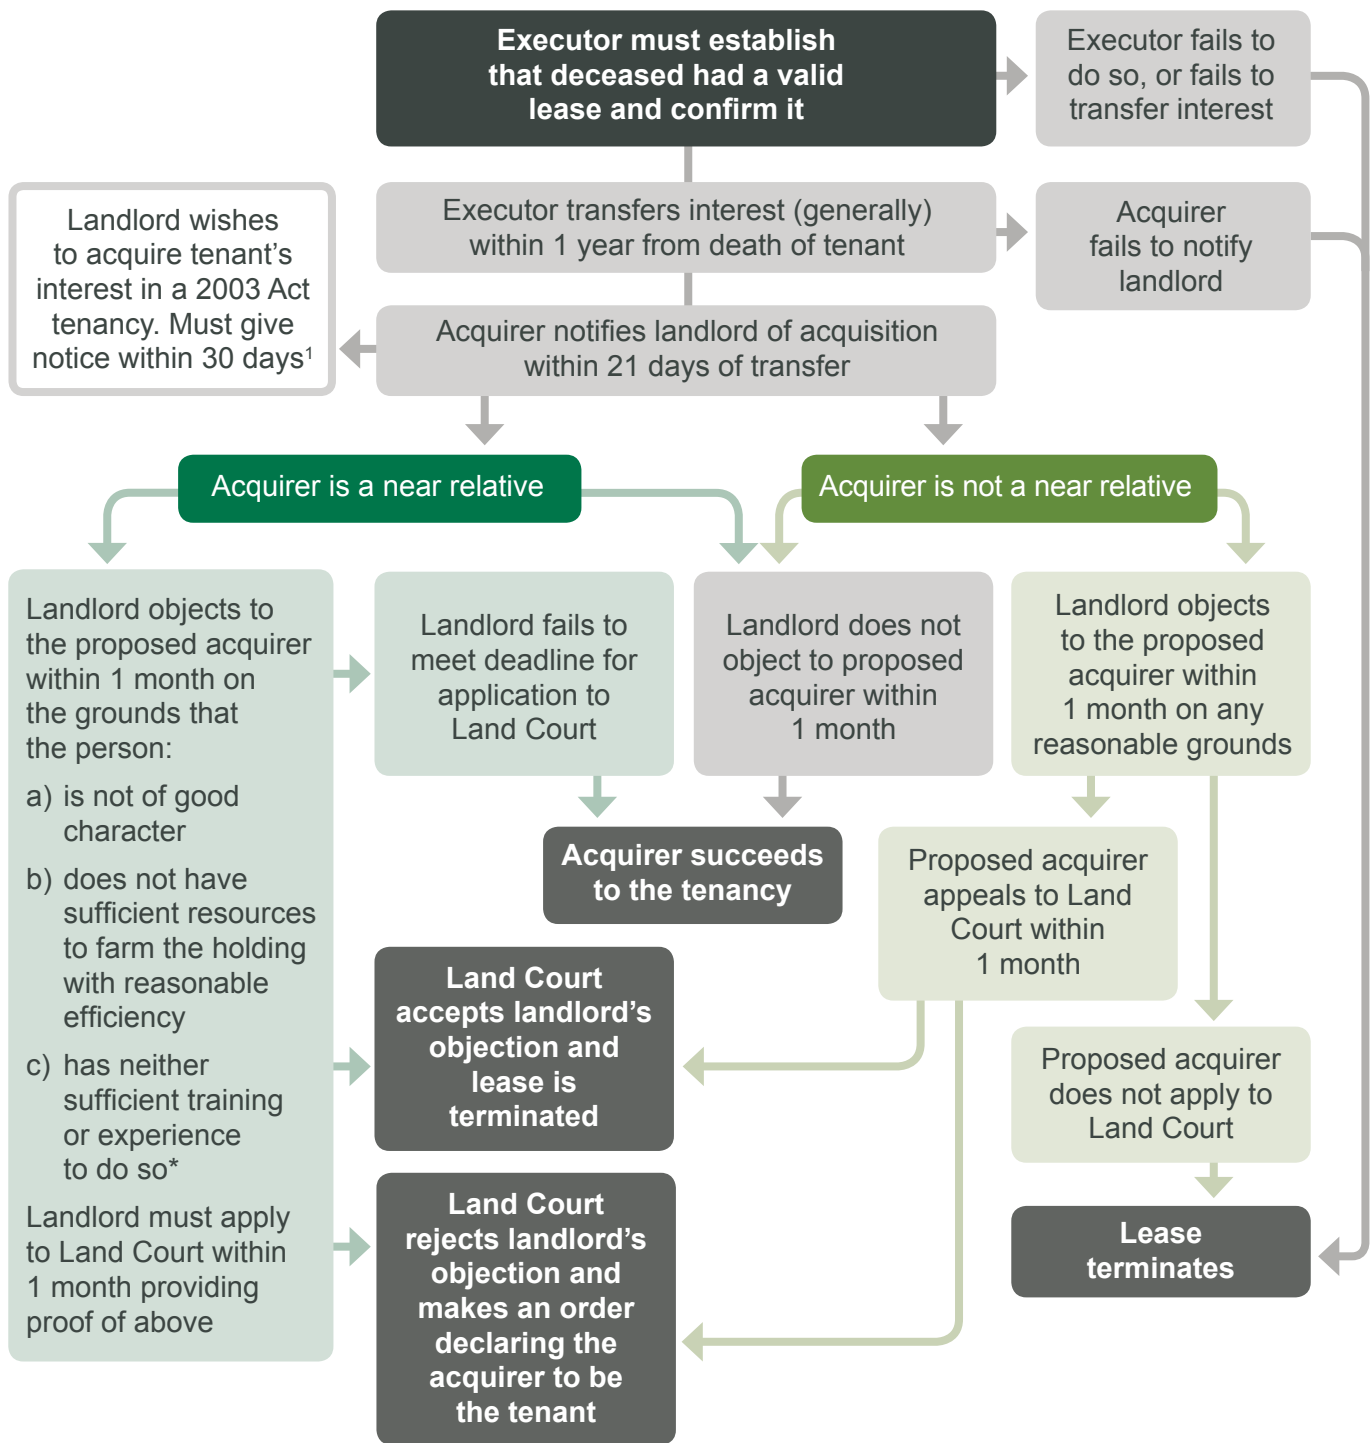 Executor must establish
that deceased had a valid
lease and confirm it
Executor fails to
do so, or fails to
transfer interest
Landlord wishes
to acquire tenant’s
interest in a 2003 Act
tenancy. Must give
notice within 30 days¹
Executor transfers interest (generally)
within 1 year from death of tenant
Acquirer
fails to notify
landlord
Acquirer notifies landlord of acquisition
within 21 days of transfer
Acquirer is a near relative
Acquirer is not a near relative
Landlord objects to
the proposed acquirer
within 1 month on
the grounds that
the person:
a) is not of good
character
b) does not have
sufficient resources
to farm the holding
with reasonable
efficiency
c) has neither
sufficient training
or experience
to do so*
Landlord must apply
to Land Court within
1 month providing
proof of above
Landlord fails to
meet deadline for
application to
Land Court
Landlord does not
object to proposed
acquirer within
1 month
Landlord objects
to the proposed
acquirer within
1 month on any
reasonable grounds
Acquirer succeeds
to the tenancy
Proposed acquirer
appeals to Land
Court within
1 month
Land Court
accepts landlord’s
objection and
lease is
terminated
Proposed acquirer
does not apply to
Land Court
Land Court
rejects landlord’s
objection and
makes an order
declaring the
acquirer to be
the tenant
Lease
terminates